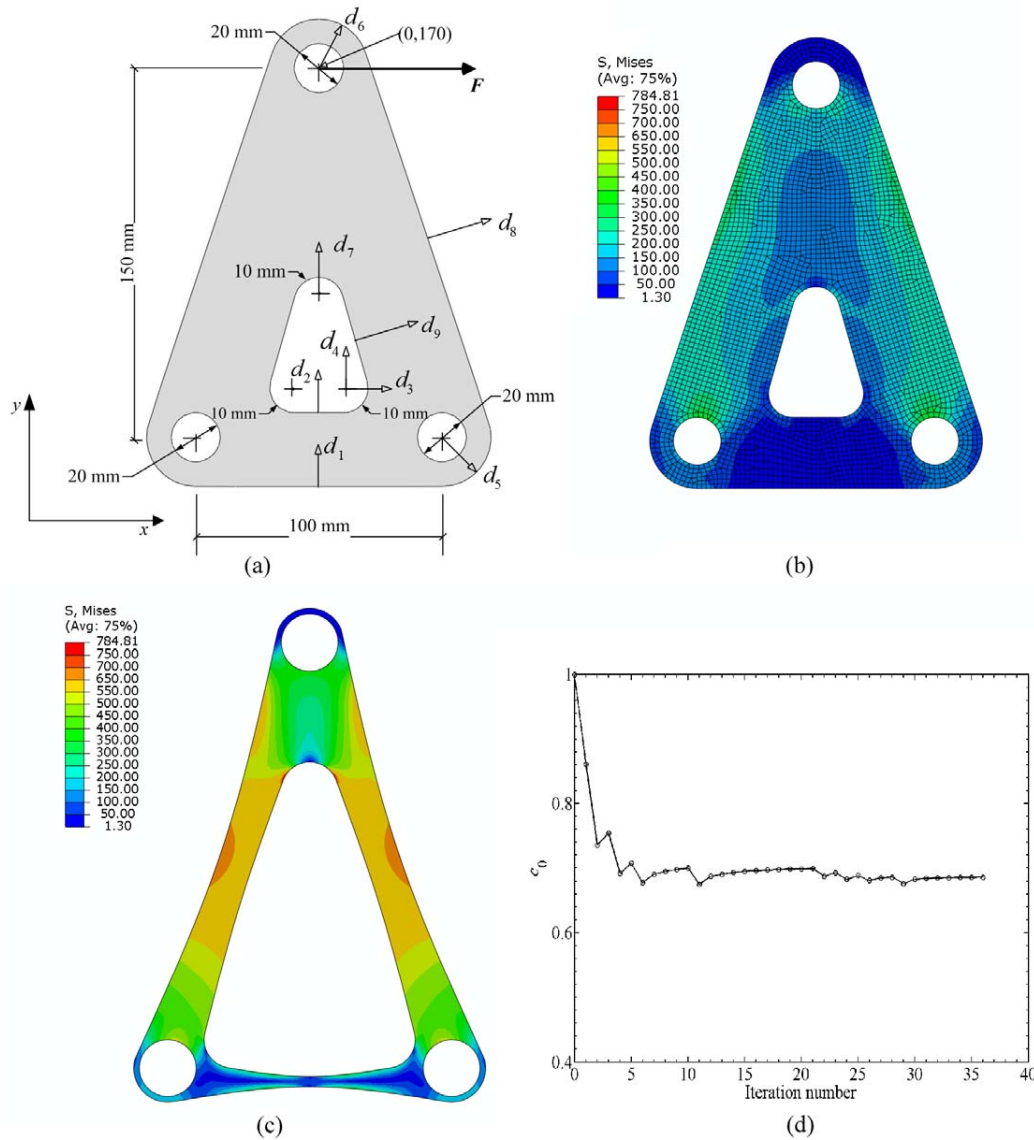 d6
20 mm
(0,170)
F
150 mm
d8
d7
10 mm
d9
d4
d2
d3
10 mm
10 mm
20 mm
y
d1
d5
20 mm
x
100 mm
(a)
S, Mises
(Avg: 75%)
784.81
750.00
700.00
650.00
550.00
500.00
450.00
400.00
350.00
300.00
250.00
200.00
150.00
100.00
50.00
1.30
(b)
S, Mises
(Avg: 75%)
784.81
750.00
700.00
650.00
550.00
500.00
450.00
400.00
350.00
300.00
250.00
200.00
150.00
100.00
50.00
1.30
(c)
1
0.8
0.6
0.4
c0
0
5
10
15
20
25
30
35
40
Iteration number
(d)